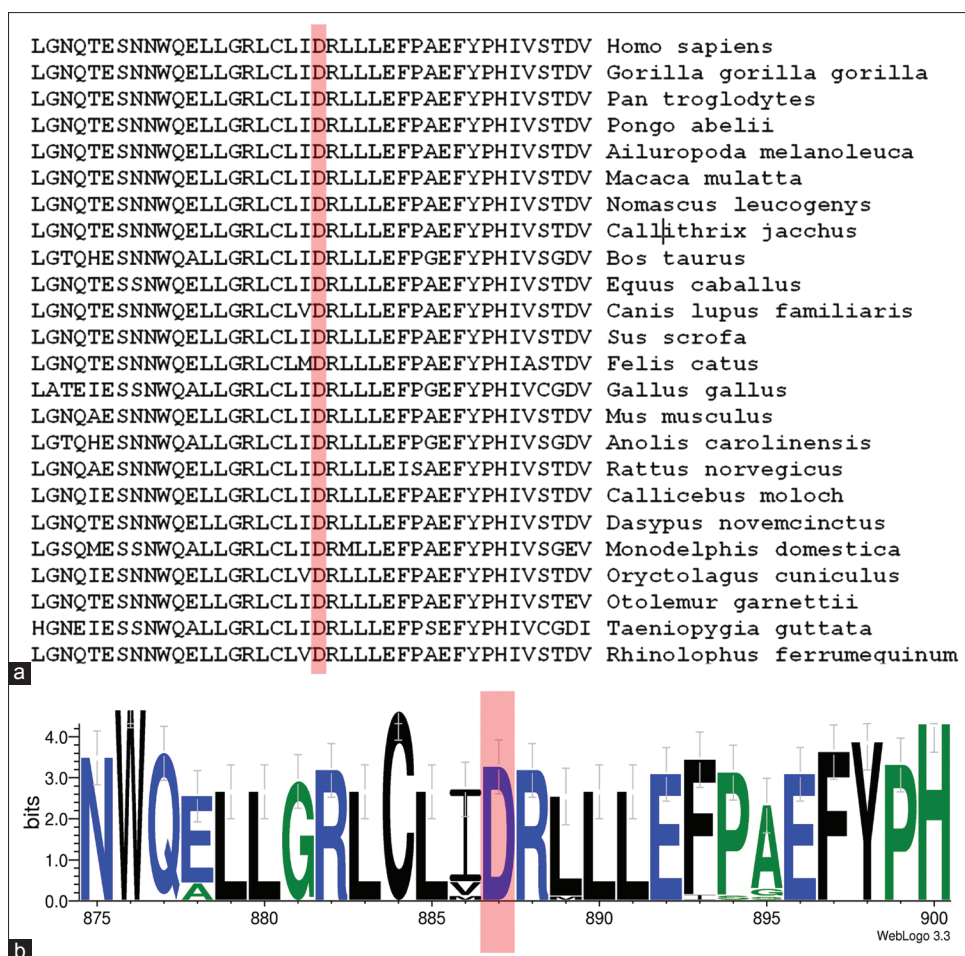 LGNQTESNNWQELLGRLCLIDRLLLEFPAEFYPHIVSTDV Homo sapiens
LGNQTESNNWQELLGRLCLIDRLLLEFPAEFYPHIVSTDV Gorilla gorilla gorilla
LGNQTESNNWQELLGRLCLIDRLLLEFPAEFYPHIVSTDV Pan troglodytes
LGNQTESNNWQELLGRLCLIDRLLLEFPAEFYPHIVSTDV Pongo abelii
LGNQTESNNWQELLGRLCLIDRLLLEFPAEFYPHIVSTDV Ailuropoda melanoleuca
LGNQTESNNWQELLGRLCLIDRLLLEFPAEFYPHIVSTDV Macaca mulatta
LGNQTESNNWQELLGRLCLIDRLLLEFPAEFYPHIVSTDV Nomascus leucogenys
LGNQTESNNWQELLGRLCLIDRLLLEFPAEFYPHIVSTDV Callithrix jacchus
LGTQHESNNWQALLGRLCLIDRLLLEFPGEFYPHIVSGDV Bos taurus
LGNQTESSNWQELLGRLCLIDRLLLEFPAEFYPHIVSTDV Equus caballus
LGNQTESNNWQELLGRLCLVDRLLLEFPAEFYPHIVSTDV Canis lupus familiaris
LGNQTESNNWQELLGRLCLIDRLLLEFPAEFYPHIVSTDV Sus scrofa
LGNQTESNNWQELLGRLCLMDRLLLEFPAEFYPHIASTDV Felis catus
LATEIESSNWQALLGRLCLIDRLLLEFPGEFYPHIVCGDV Gallus gallus
LGNQAESNNWQELLGRLCLIDRLLLEFPAEFYPHIVSTDV Mus musculus
LGTQHESNNWQALLGRLCLIDRLLLEFPGEFYPHIVSGDV Anolis carolinensis
LGNQAESNNWQELLGRLCLIDRLLLEISAEFYPHIVSTDV Rattus norvegicus
LGNQIESNNWQELLGRLCLIDRLLLEFPAEFYPHIVSTDV Callicebus moloch
LGNQTESNNWQELLGRLCLIDRLLLEFPAEFYPHIVSTDV Dasypus novemcinctus
LGSQMESSNWQALLGRLCLIDRMLLEFPAEFYPHIVSGEV Monodelphis domestica
LGNQIESNNWQELLGRLCLVDRLLLEFPAEFYPHIVSTDV Oryctolagus cuniculus
LGNQTESNNWQELLGRLCLIDRLLLEFPAEFYPHIVSTEV Otolemur garnettii
HGNEIESSNWQALLGRLCLIDRLLLEFPSEFYPHIVCGDI Taeniopygia guttata
LGNQTESNNWQELLGRLCLVDRLLLEFPAEFYPHIVSTDV Rhinolophus ferrumequinum
a
4.0
3.0
2.0
1.0
0.0
bits
NWQELLGRLCLIDRLLLEFPAEFYPH
875 880 885 890 895 900
WebLogo 3.3
b